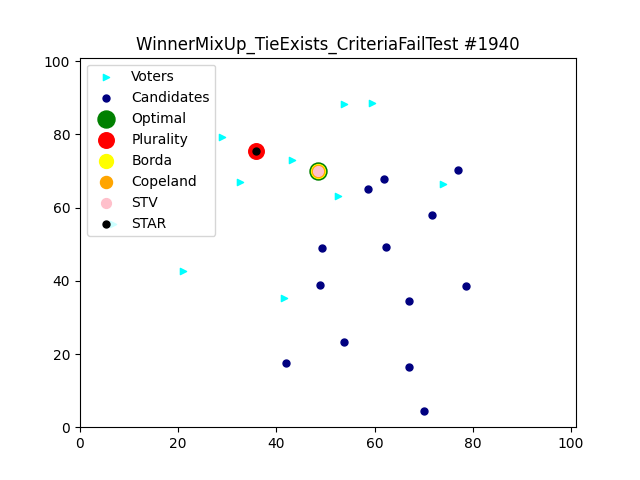 WinnerMixUp_TieExists_CriteriaFailTest #1940
100
80
60
40
20
0
Voters
Candidates
Optimal
Plurality
Borda
Copeland
STV
STAR
0 20 40 60 80 100